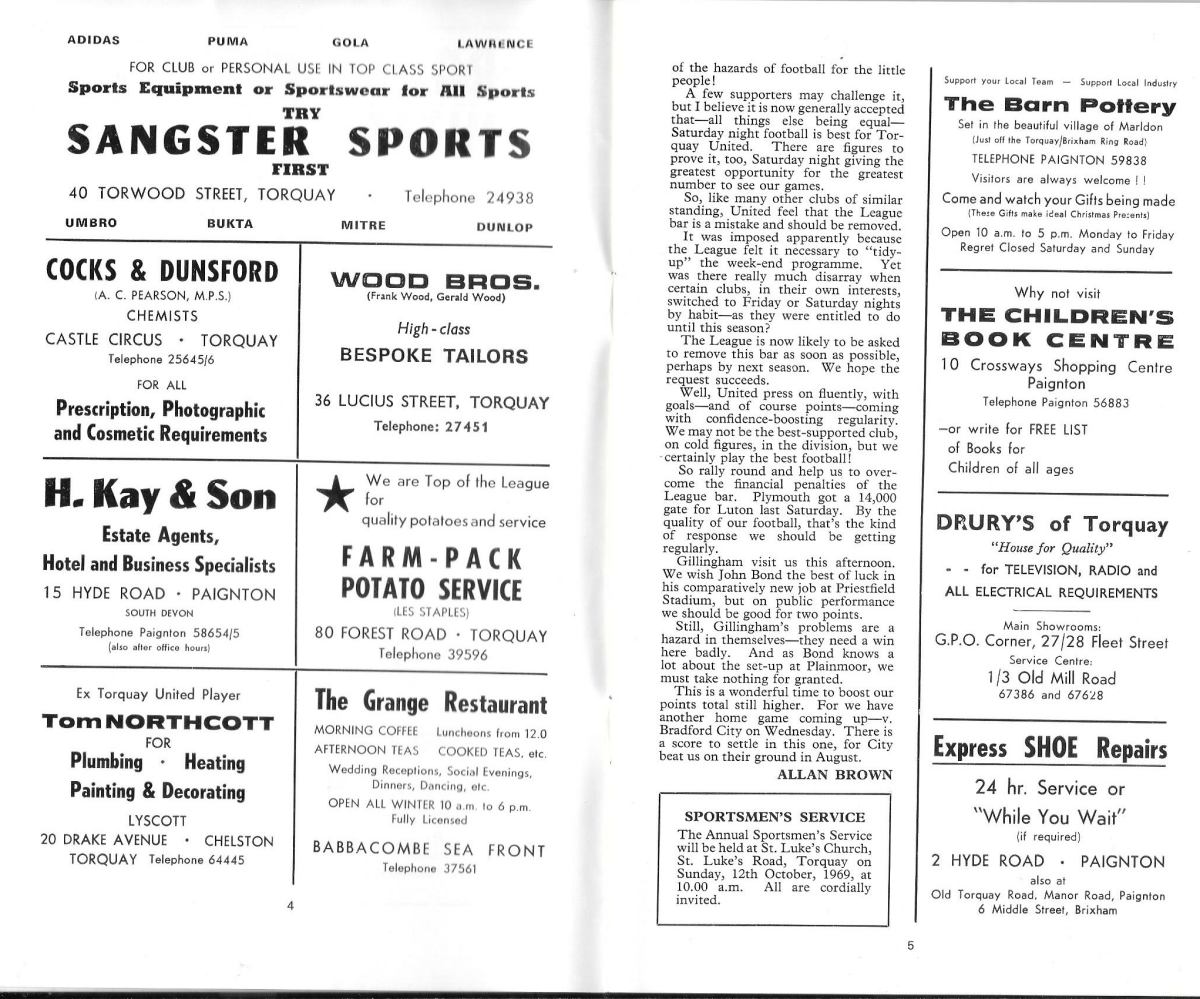 ADIDAS PUMA GOLA LAWRENCE
FOR CLUB or PERSONAL USE IN TOP CLASS SPORT
Sports Equipment or Sportswear for All Sports
TRY
SANGSTER SPORTS
FIRST
40 TORWOOD STREET, TORQUAY · Telephone 24938
UMBRO BUKTA MITRE DUNLOP
COCKS & DUNSFORD
(A. C. PEARSON, M.P.S.)
CHEMISTS
CASTLE CIRCUS · TORQUAY
Telephone 25645/6
FOR ALL
Prescription, Photographic
and Cosmetic Requirements
WOOD BROS.
(Frank Wood, Gerald Wood)
High-class
BESPOKE TAILORS
36 LUCIUS STREET, TORQUAY
Telephone: 27451
H. Kay & Son
Estate Agents,
Hotel and Business Specialists
15 HYDE ROAD · PAIGNTON
SOUTH DEVON
Telephone Paignton 58654/5
(also after office hours)
We are Top of the League
for
quality potatoes and service
FARM-PACK
POTATO SERVICE
(LES STAPLES)
80 FOREST ROAD · TORQUAY
Telephone 39596
Ex Torquay United Player
Tom NORTHCOTT
FOR
Plumbing · Heating
Painting & Decorating
LYSCOTT
20 DRAKE AVENUE · CHELSTON
TORQUAY Telephone 64445
The Grange Restaurant
MORNING COFFEE Luncheons from 12.0
AFTERNOON TEAS COOKED TEAS, etc.
Wedding Receptions, Social Evenings,
Dinners, Dancing, etc.
OPEN ALL WINTER 10 a.m. to 6 p.m.
Fully Licensed
BABBACOMBE SEA FRONT
Telephone 37561
4
of the hazards of football for the little
people!
A few supporters may challenge it,
but I believe it is now generally accepted
that—all things else being equal—
Saturday night football is best for Tor-
quay United. There are figures to
prove it, too, Saturday night giving the
greatest opportunity for the greatest
number to see our games.
So, like many other clubs of similar
standing, United feel that the League
bar is a mistake and should be removed.
It was imposed apparently because
the League felt it necessary to "tidy-
up" the week-end programme. Yet
was there really much disarray when
certain clubs, in their own interests,
switched to Friday or Saturday nights
by habit—as they were entitled to do
until this season?
The League is now likely to be asked
to remove this bar as soon as possible,
perhaps by next season. We hope the
request succeeds.
Well, United press on fluently, with
goals—and of course points—coming
with confidence-boosting regularity.
We may not be the best-supported club,
on cold figures, in the division, but we
certainly play the best football!
So rally round and help us to over-
come the financial penalties of the
League bar. Plymouth got a 14,000
gate for Luton last Saturday. By the
quality of our football, that's the kind
of response we should be getting
regularly.
Gillingham visit us this afternoon.
We wish John Bond the best of luck in
his comparatively new job at Priestfield
Stadium, but on public performance
we should be good for two points.
Still, Gillingham's problems are a
hazard in themselves—they need a win
here badly. And as Bond knows a
lot about the set-up at Plainmoor, we
must take nothing for granted.
This is a wonderful time to boost our
points total still higher. For we have
another home game coming up—v.
Bradford City on Wednesday. There is
a score to settle in this one, for City
beat us on their ground in August.
ALLAN BROWN
SPORTSMEN'S SERVICE
The Annual Sportsmen's Service
will be held at St. Luke's Church,
St. Luke's Road, Torquay on
Sunday, 12th October, 1969, at
10.00 a.m. All are cordially
invited.
Support your Local Team — Support Local Industry
The Barn Pottery
Set in the beautiful village of Marldon
(Just off the Torquay/Brixham Ring Road)
TELEPHONE PAIGNTON 59838
Visitors are always welcome ! !
Come and watch your Gifts being made
(These Gifts make ideal Christmas Presents)
Open 10 a.m. to 5 p.m. Monday to Friday
Regret Closed Saturday and Sunday
Why not visit
THE CHILDREN'S
BOOK CENTRE
10 Crossways Shopping Centre
Paignton
Telephone Paignton 56883
—or write for FREE LIST
of Books for
Children of all ages
DRURY'S of Torquay
"House for Quality"
- - for TELEVISION, RADIO and
ALL ELECTRICAL REQUIREMENTS
Main Showrooms:
G.P.O. Corner, 27/28 Fleet Street
Service Centre:
1/3 Old Mill Road
67386 and 67628
Express SHOE Repairs
24 hr. Service or
"While You Wait"
(if required)
2 HYDE ROAD · PAIGNTON
also at
Old Torquay Road, Manor Road, Paignton
6 Middle Street, Brixham
5